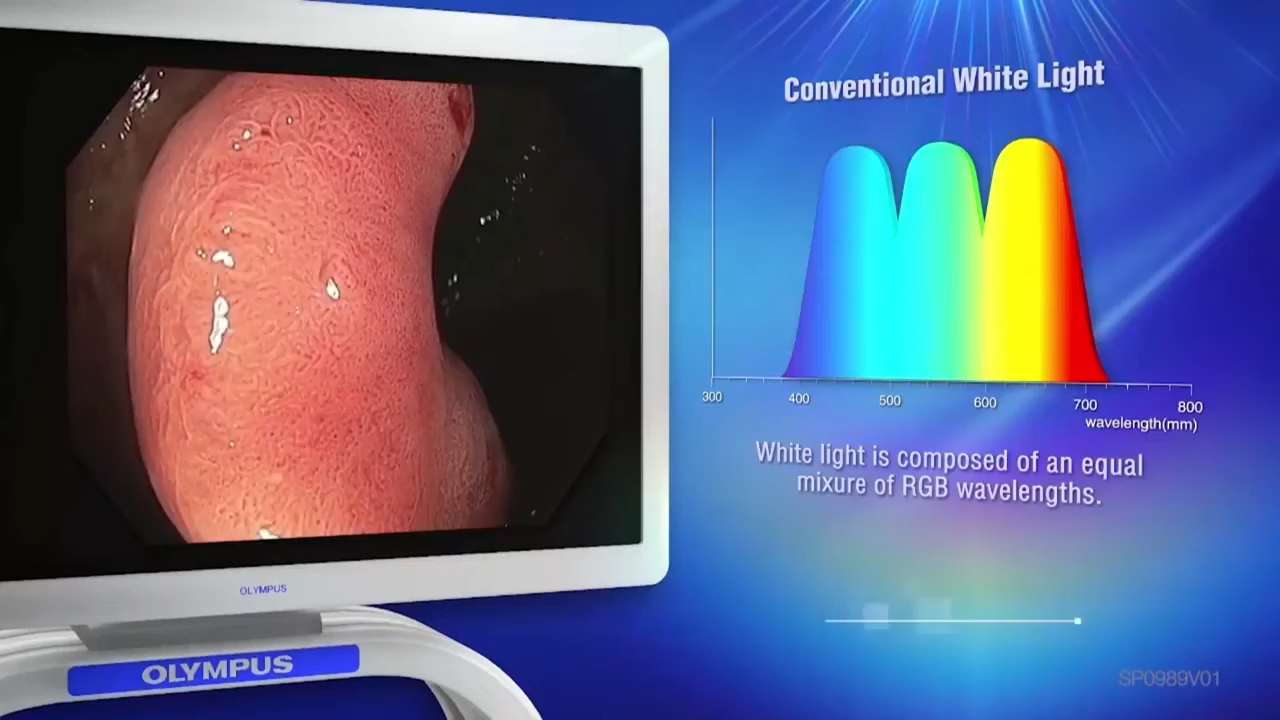 Conventional White Light
300 400 500 600 700 800
wavelength(mm)
White light is composed of an equal
mixure of RGB wavelengths.
OLYMPUS
OLYMPUS
SP0989V01